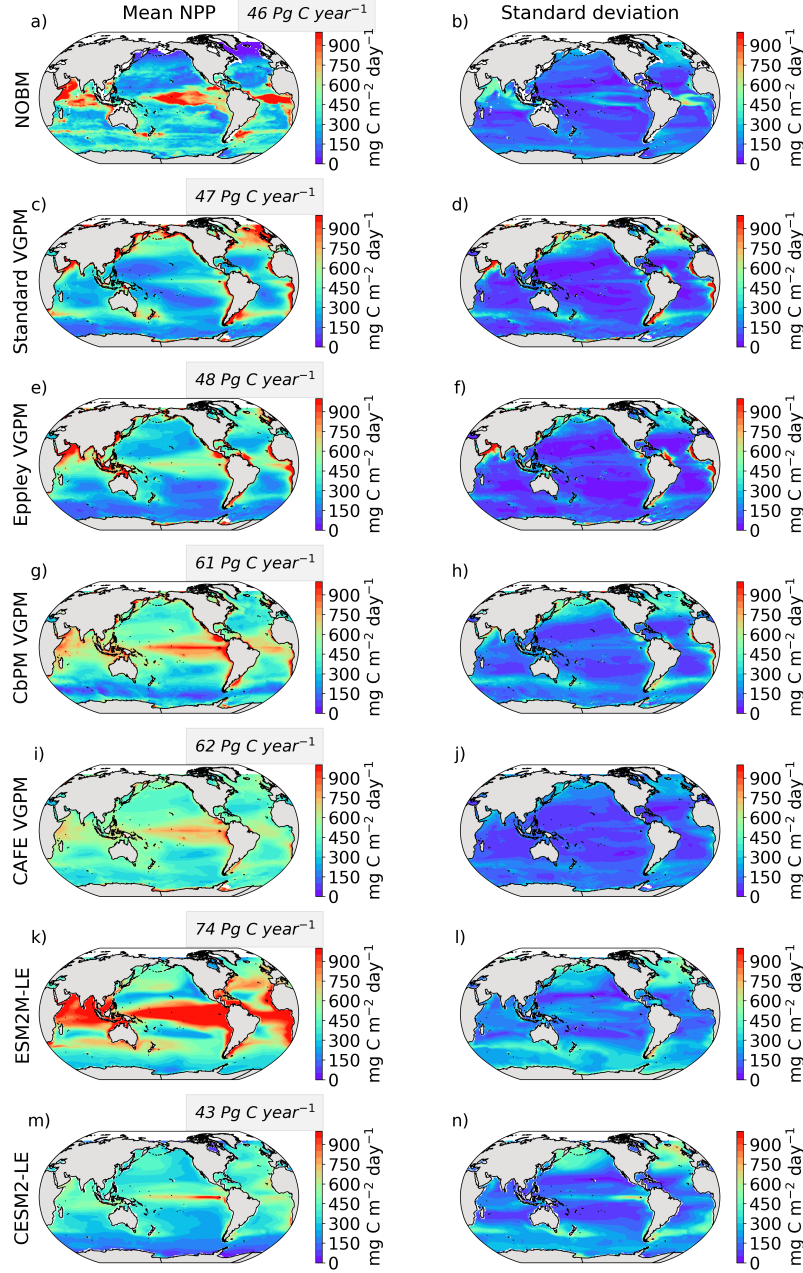 Mean NPP
46 Pg C year⁻¹
Standard deviation
a)
NOBM
900
750
600
450
300
150
0
mg C m⁻² day⁻¹
b)
900
750
600
450
300
150
0
mg C m⁻² day⁻¹
47 Pg C year⁻¹
c)
Standard VGPM
900
750
600
450
300
150
0
mg C m⁻² day⁻¹
d)
900
750
600
450
300
150
0
mg C m⁻² day⁻¹
48 Pg C year⁻¹
e)
Eppley VGPM
900
750
600
450
300
150
0
mg C m⁻² day⁻¹
f)
900
750
600
450
300
150
0
mg C m⁻² day⁻¹
61 Pg C year⁻¹
g)
CbPM VGPM
900
750
600
450
300
150
0
mg C m⁻² day⁻¹
h)
900
750
600
450
300
150
0
mg C m⁻² day⁻¹
62 Pg C year⁻¹
i)
CAFE VGPM
900
750
600
450
300
150
0
mg C m⁻² day⁻¹
j)
900
750
600
450
300
150
0
mg C m⁻² day⁻¹
74 Pg C year⁻¹
k)
ESM2M-LE
900
750
600
450
300
150
0
mg C m⁻² day⁻¹
l)
900
750
600
450
300
150
0
mg C m⁻² day⁻¹
43 Pg C year⁻¹
m)
CESM2-LE
900
750
600
450
300
150
0
mg C m⁻² day⁻¹
n)
900
750
600
450
300
150
0
mg C m⁻² day⁻¹